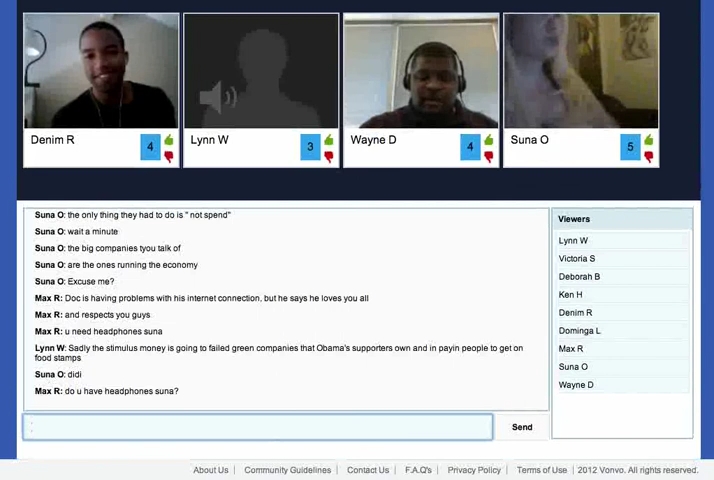 Denim R
4
Lynn W
3
Wayne D
4
Suna O
5
Suna O: the only thing they had to do is " not spend"
Suna O: wait a minute
Suna O: the big companies tyou talk of
Suna O: are the ones running the economy
Suna O: Excuse me?
Max R: Doc is having problems with his internet connection, but he says he loves you all
Max R: and respects you guys
Max R: u need headphones suna
Lynn W: Sadly the stimulus money is going to failed green companies that Obama's supporters own and in payin people to get on
food stamps
Suna O: didi
Max R: do u have headphones suna?
Send
Viewers
Lynn W
Victoria S
Deborah B
Ken H
Denim R
Dominga L
Max R
Suna O
Wayne D
About Us | Community Guidelines | Contact Us | F.A.Q's | Privacy Policy | Terms of Use | 2012 Vonvo. All rights reserved.